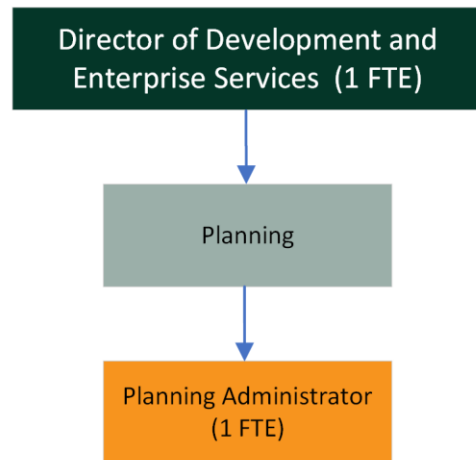 Director of Development and
Enterprise Services (1 FTE)
Planning
Planning Administrator
(1 FTE)